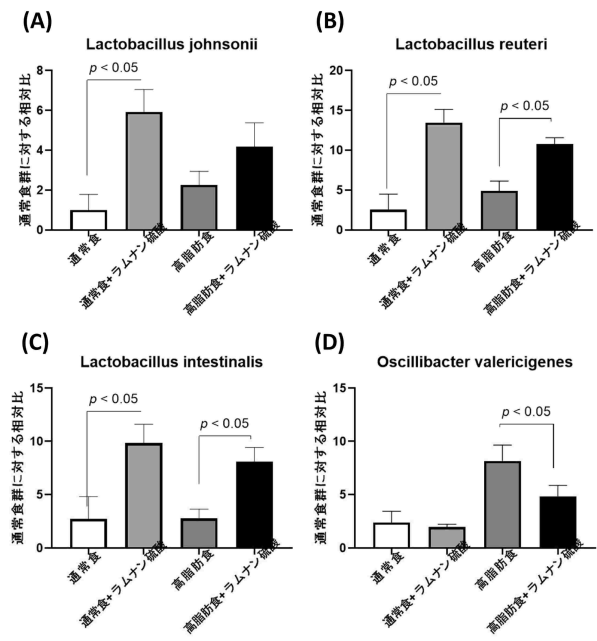 (A)
Lactobacillus johnsonii
通常食群に対する相対比
8
6
4
2
0
p < 0.05
通常食
通常食+ラムナン硫酸
高脂肪食
高脂肪食+ラムナン硫酸
(B)
Lactobacillus reuteri
通常食群に対する相対比
20
15
10
5
0
p < 0.05
p < 0.05
通常食
通常食+ラムナン硫酸
高脂肪食
高脂肪食+ラムナン硫酸
(C)
Lactobacillus intestinalis
通常食群に対する相対比
15
10
5
0
p < 0.05
p < 0.05
通常食
通常食+ラムナン硫酸
高脂肪食
高脂肪食+ラムナン硫酸
(D)
Oscillibacter valericigenes
通常食群に対する相対比
15
10
5
0
p < 0.05
通常食
通常食+ラムナン硫酸
高脂肪食
高脂肪食+ラムナン硫酸